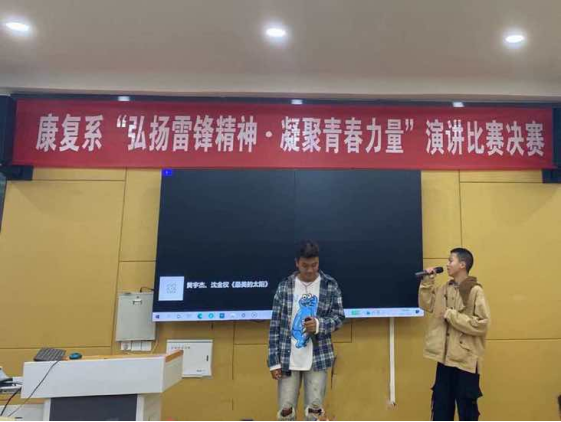 康复系“弘扬雷锋精神·凝聚青春力量”演讲比赛决赛
黄宇杰、沈金权《最美的太阳》